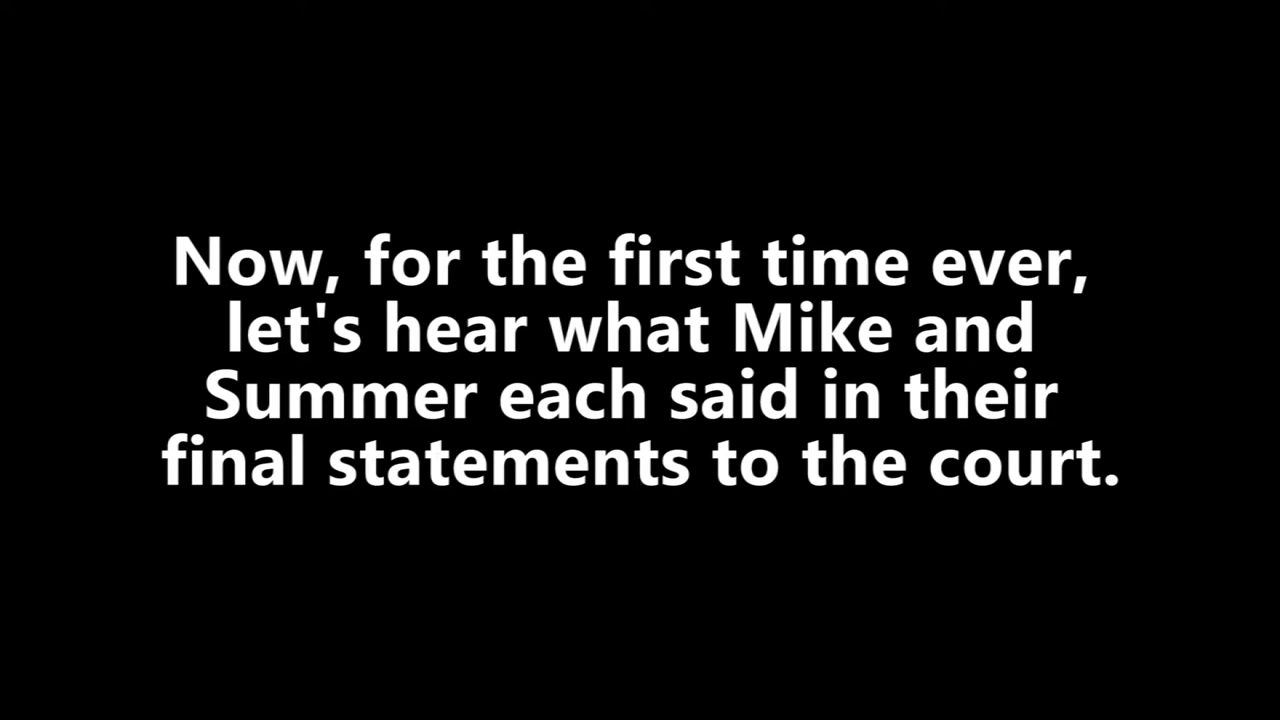 Now, for the first time ever,
let's hear what Mike and
Summer each said in their
final statements to the court.